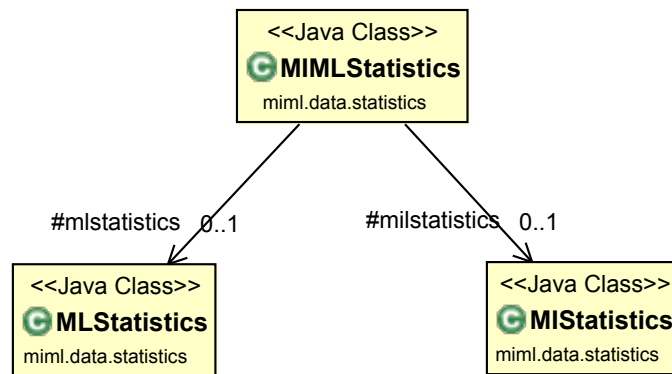 <<Java Class>>
C MIMLStatistics
miml.data.statistics
#mlstatistics 0..1
#milstatistics 0..1
<<Java Class>>
C MLStatistics
miml.data.statistics
<<Java Class>>
C MIStatistics
miml.data.statistics